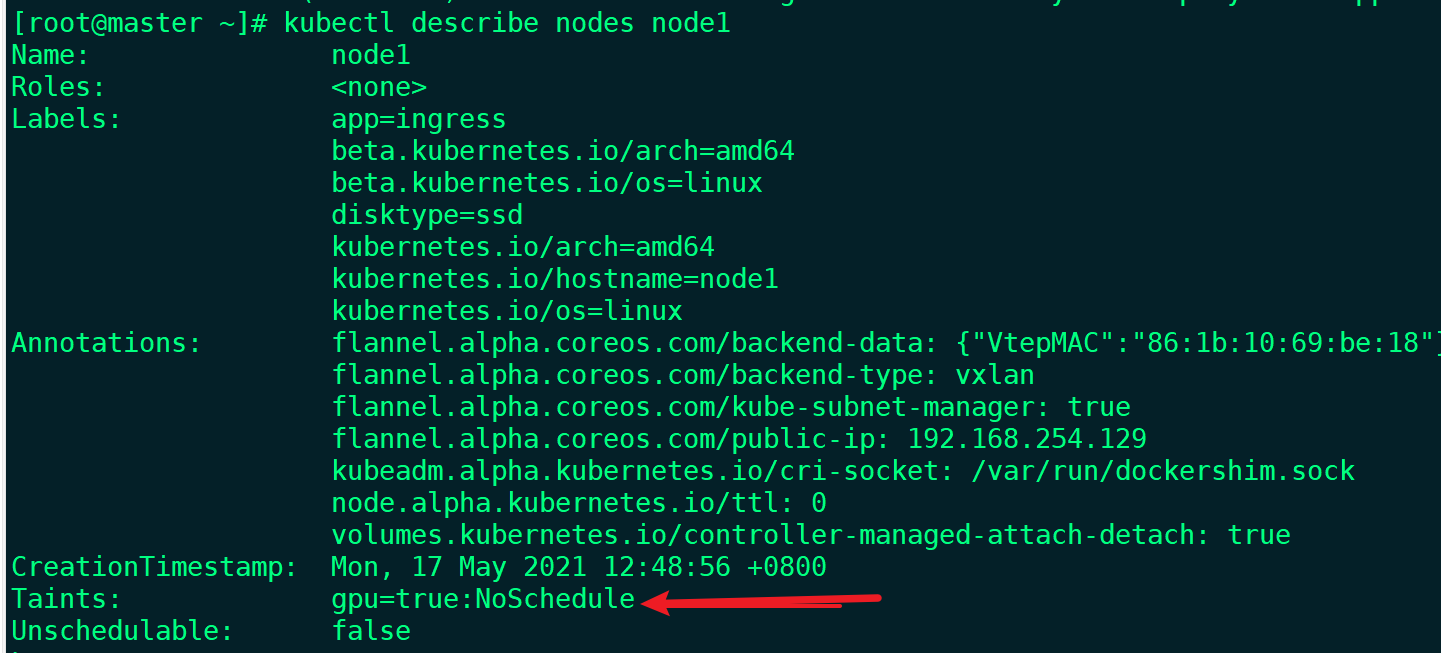 [root@master ~]# kubectl describe nodes node1
Name:               node1
Roles:              <none>
Labels:             app=ingress
                    beta.kubernetes.io/arch=amd64
                    beta.kubernetes.io/os=linux
                    disktype=ssd
                    kubernetes.io/arch=amd64
                    kubernetes.io/hostname=node1
                    kubernetes.io/os=linux
Annotations:        flannel.alpha.coreos.com/backend-data: {"VtepMAC":"86:1b:10:69:be:18"
                    flannel.alpha.coreos.com/backend-type: vxlan
                    flannel.alpha.coreos.com/kube-subnet-manager: true
                    flannel.alpha.coreos.com/public-ip: 192.168.254.129
                    kubeadm.alpha.kubernetes.io/cri-socket: /var/run/dockershim.sock
                    node.alpha.kubernetes.io/ttl: 0
                    volumes.kubernetes.io/controller-managed-attach-detach: true
CreationTimestamp:  Mon, 17 May 2021 12:48:56 +0800
Taints:             gpu=true:NoSchedule
Unschedulable:      false